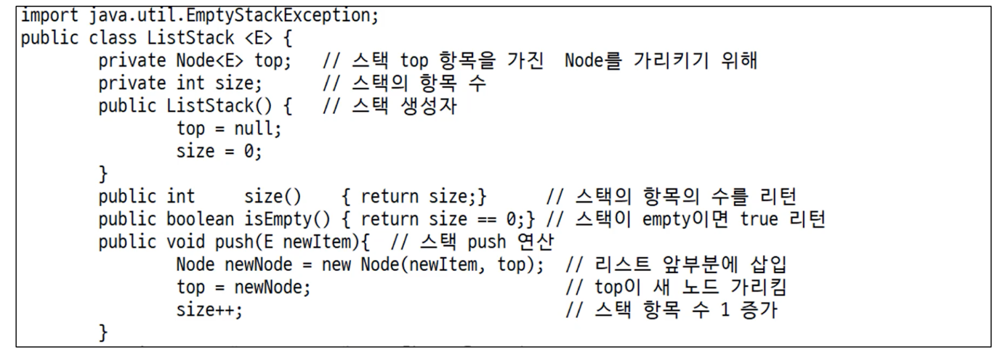 import java.util.EmptyStackException;
public class ListStack <E> {
        private Node<E> top;   // 스택 top 항목을 가진  Node를 가리키기 위해
        private int size;      // 스택의 항목 수
        public ListStack() {   // 스택 생성자
                top = null;
                size = 0;
        }
        public int     size()    { return size;}      // 스택의 항목의 수를 리턴
        public boolean isEmpty() { return size == 0;} // 스택이 empty이면 true 리턴
        public void push(E newItem){  // 스택 push 연산
                Node newNode = new Node(newItem, top);  // 리스트 앞부분에 삽입
                top = newNode;                          // top이 새 노드 가리킴
                size++;                                 // 스택 항목 수 1 증가
        }